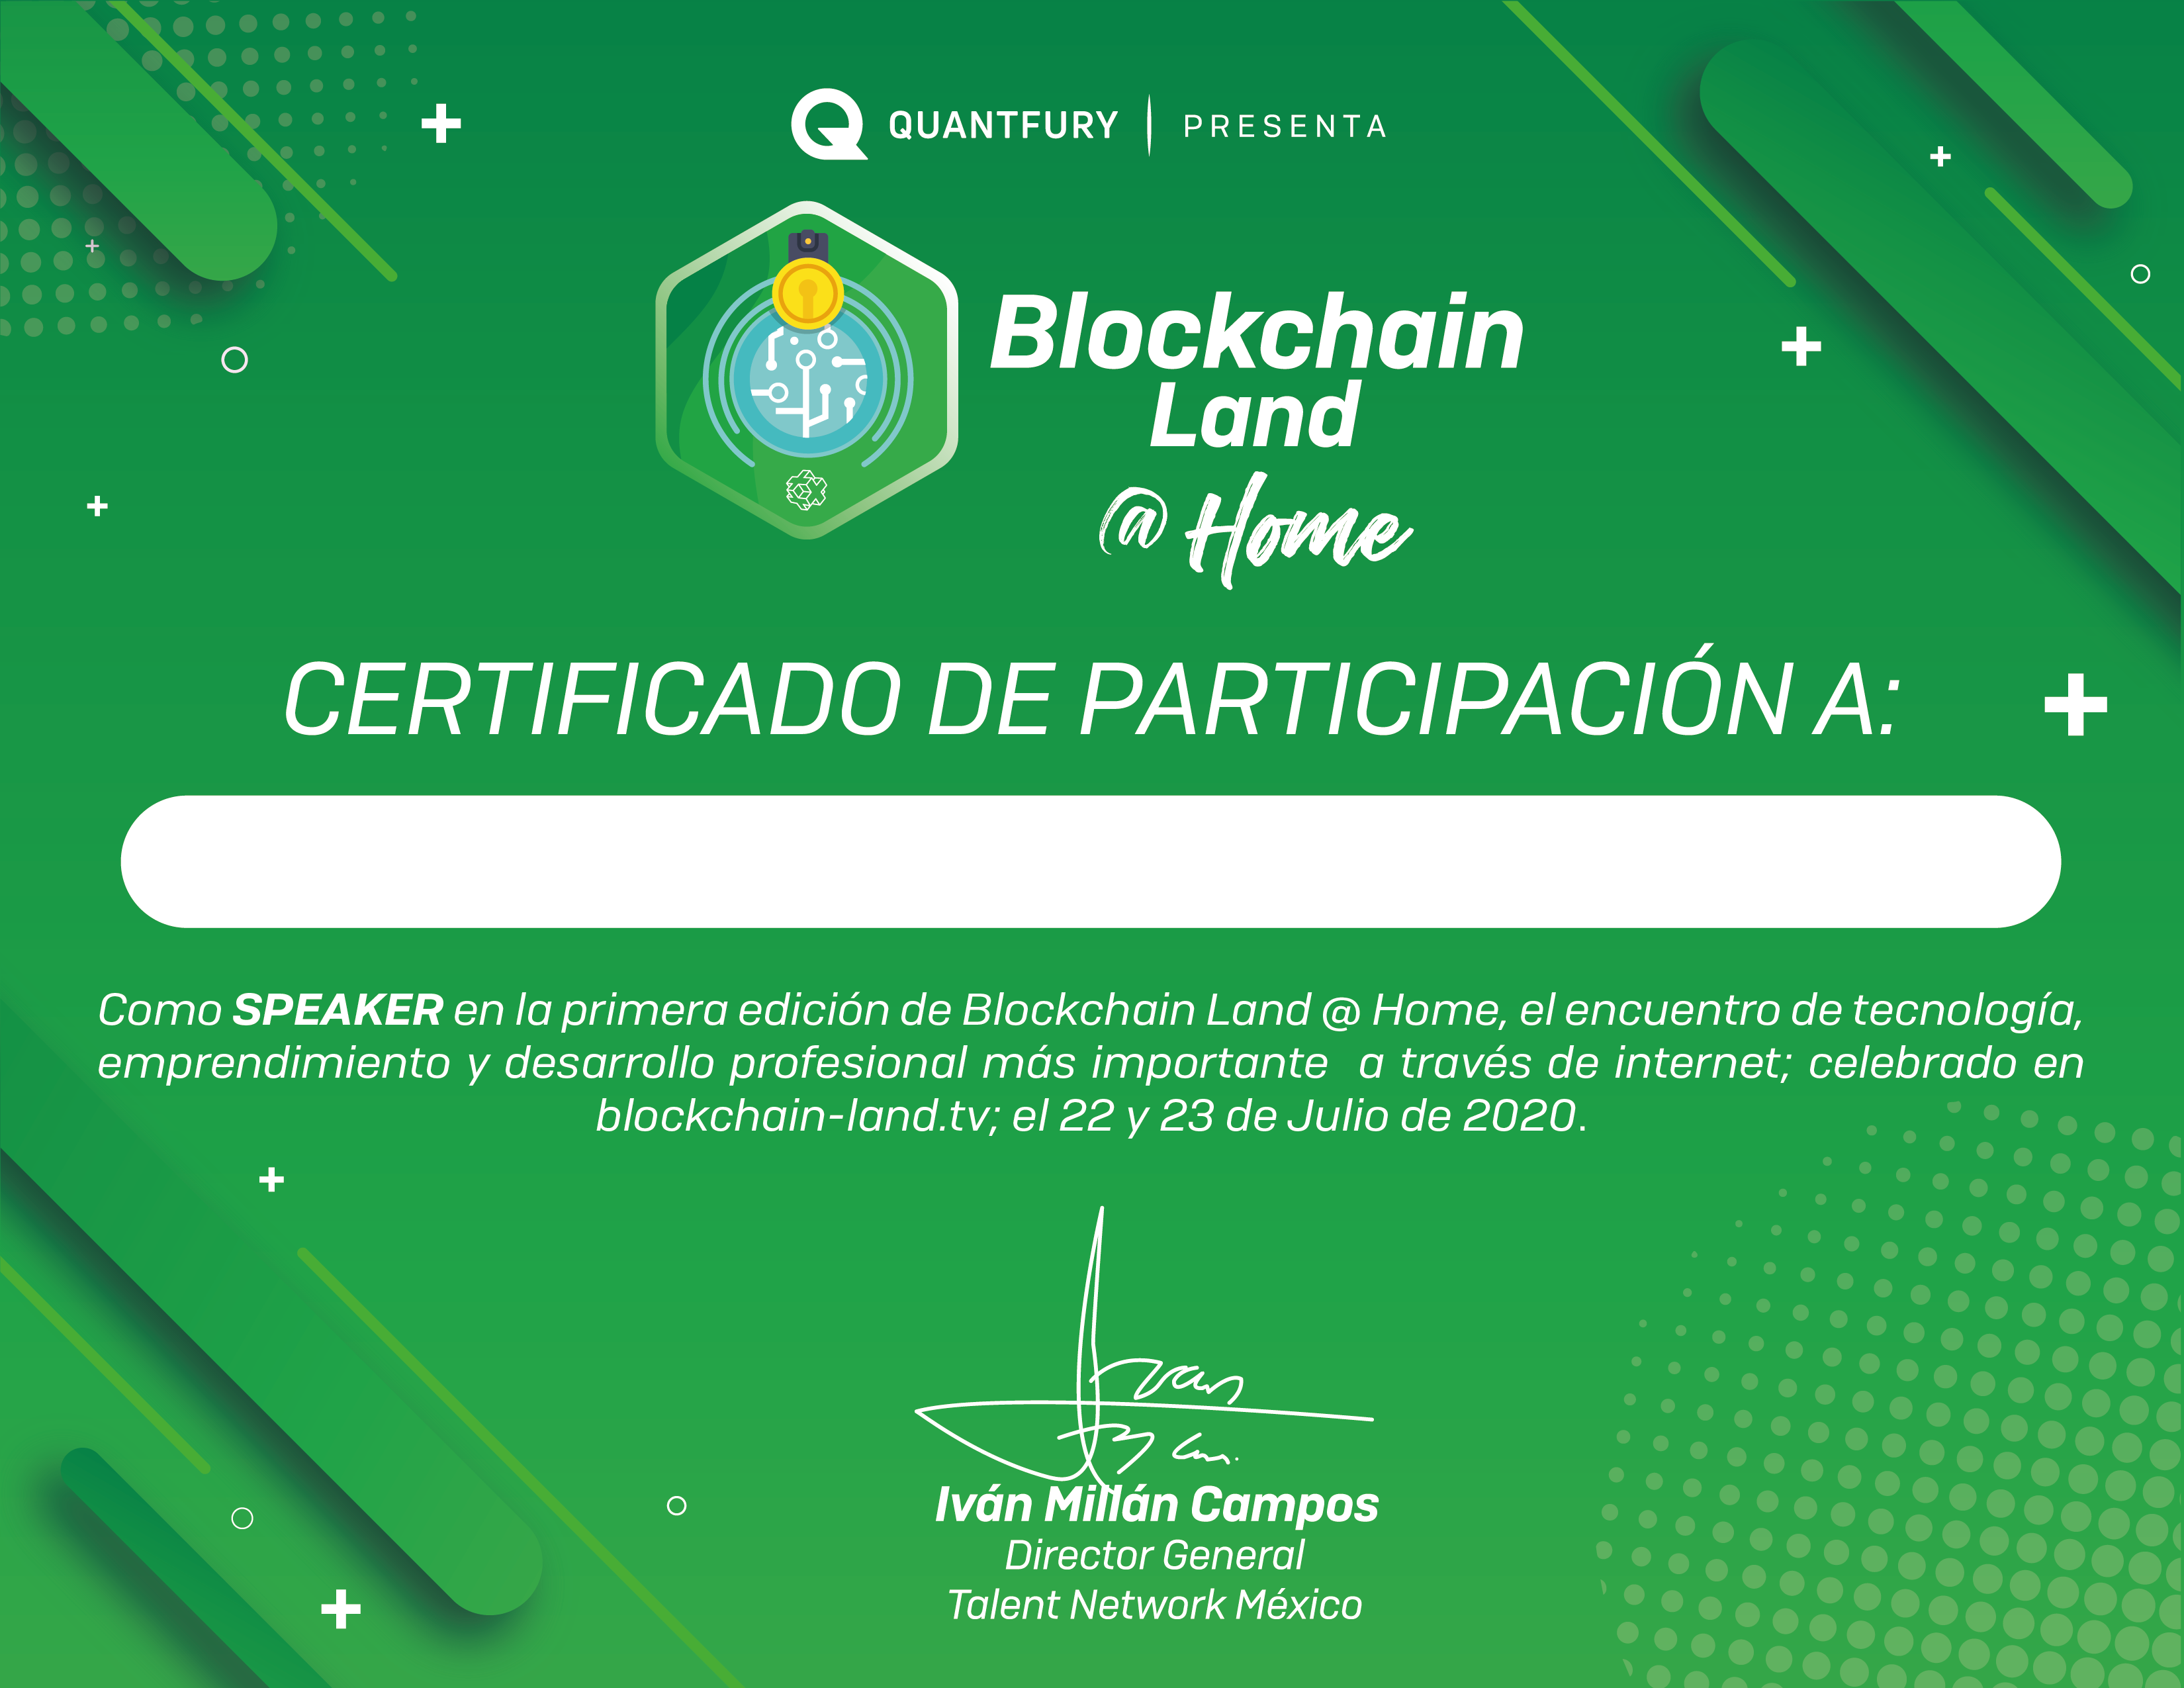 QUANTFURY | PRESENTA
Blockchain
Land
@ Home
CERTIFICADO DE PARTICIPACIÓN A:
Como SPEAKER en la primera edición de Blockchain Land @ Home, el encuentro de tecnología,
emprendimiento y desarrollo profesional más importante a través de internet; celebrado en
blockchain-land.tv; el 22 y 23 de Julio de 2020.
Iván Millán Campos
Director General
Talent Network México